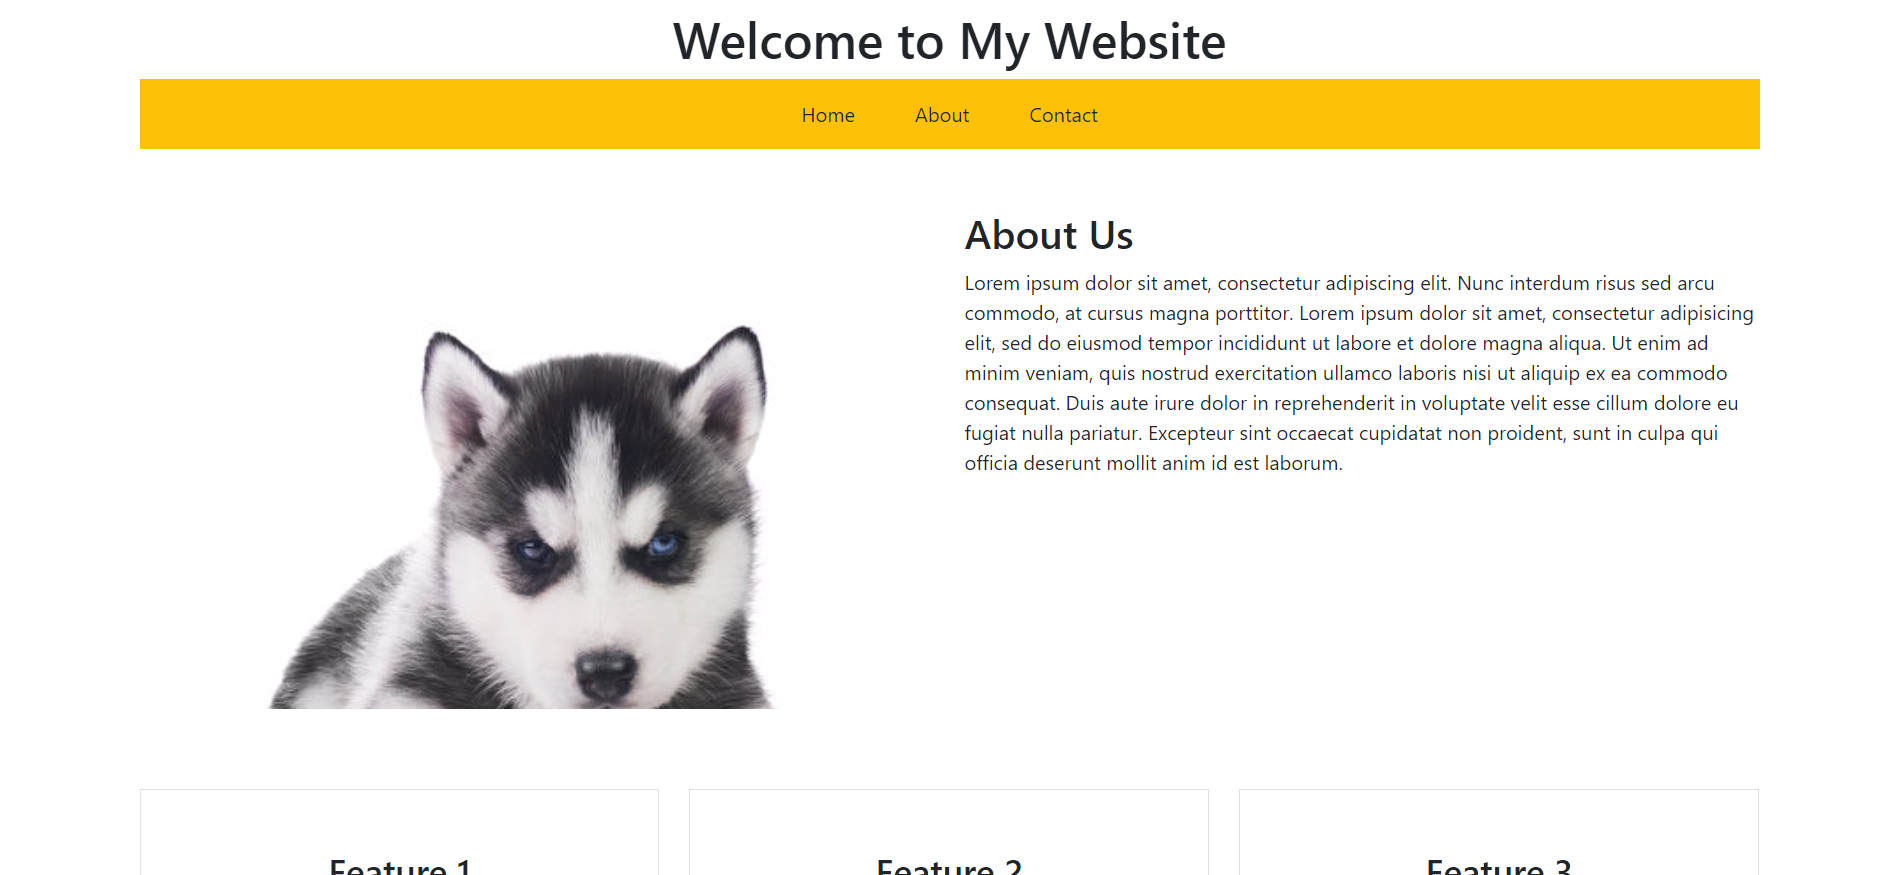 Welcome to My Website
Home About Contact
About Us
Lorem ipsum dolor sit amet, consectetur adipiscing elit. Nunc interdum risus sed arcu
commodo, at cursus magna porttitor. Lorem ipsum dolor sit amet, consectetur adipisicing
elit, sed do eiusmod tempor incididunt ut labore et dolore magna aliqua. Ut enim ad
minim veniam, quis nostrud exercitation ullamco laboris nisi ut aliquip ex ea commodo
consequat. Duis aute irure dolor in reprehenderit in voluptate velit esse cillum dolore eu
fugiat nulla pariatur. Excepteur sint occaecat cupidatat non proident, sunt in culpa qui
officia deserunt mollit anim id est laborum.
Feature 1
Feature 2
Feature 3